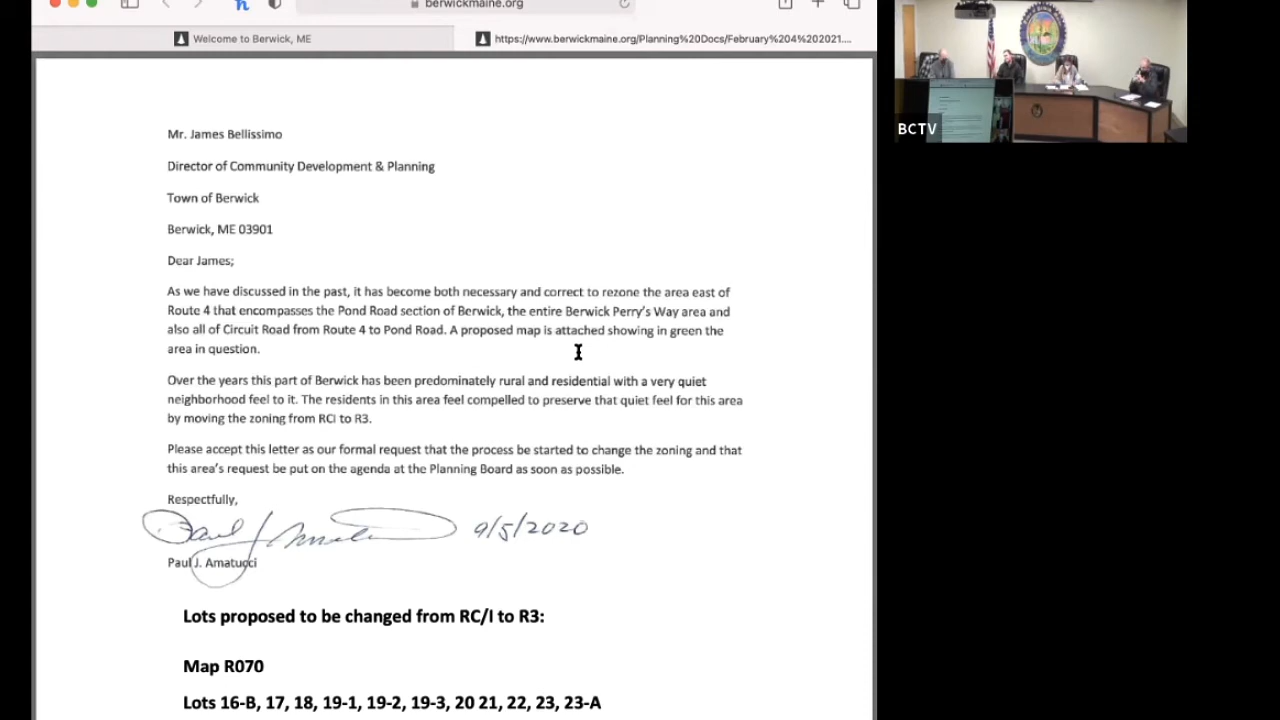 berwickmaine.org
Welcome to Berwick, ME
https://www.berwickmaine.org/Planning%20Docs/February%204%202021....
BCTV
Mr. James Bellissimo
Director of Community Development & Planning
Town of Berwick
Berwick, ME 03901
Dear James;
As we have discussed in the past, it has become both necessary and correct to rezone the area east of
Route 4 that encompasses the Pond Road section of Berwick, the entire Berwick Perry's Way area and
also all of Circuit Road from Route 4 to Pond Road. A proposed map is attached showing in green the
area in question.
Over the years this part of Berwick has been predominately rural and residential with a very quiet
neighborhood feel to it. The residents in this area feel compelled to preserve that quiet feel for this area
by moving the zoning from RCI to R3.
Please accept this letter as our formal request that the process be started to change the zoning and that
this area's request be put on the agenda at the Planning Board as soon as possible.
Respectfully,
9/5/2020
Paul J. Amatucci
Lots proposed to be changed from RC/I to R3:
Map R070
Lots 16-B, 17, 18, 19-1, 19-2, 19-3, 20 21, 22, 23, 23-A